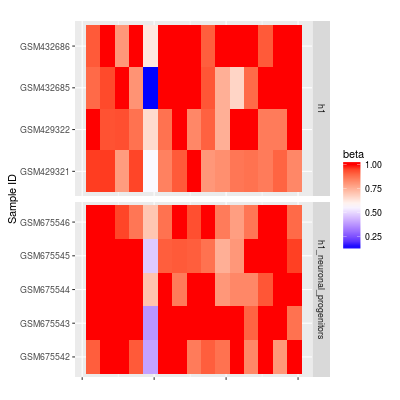 GSM432686
GSM432685
GSM429322
GSM429321
h1
GSM675546
GSM675545
GSM675544
GSM675543
GSM675542
h1_neuronal_progenitors
Sample ID
beta
1.00
0.75
0.50
0.25